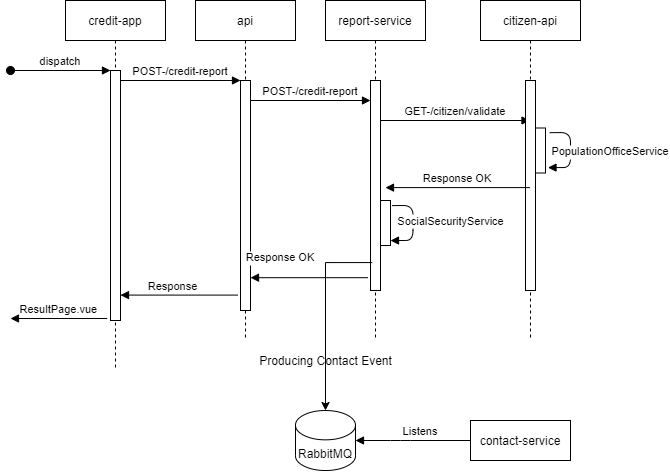 credit-app
api
report-service
citizen-api
dispatch
POST-/credit-report
POST-/credit-report
GET-/citizen/validate
PopulationOfficeService
Response OK
SocialSecurityService
Response OK
Response
ResultPage.vue
Producing Contact Event
Listens
contact-service
RabbitMQ